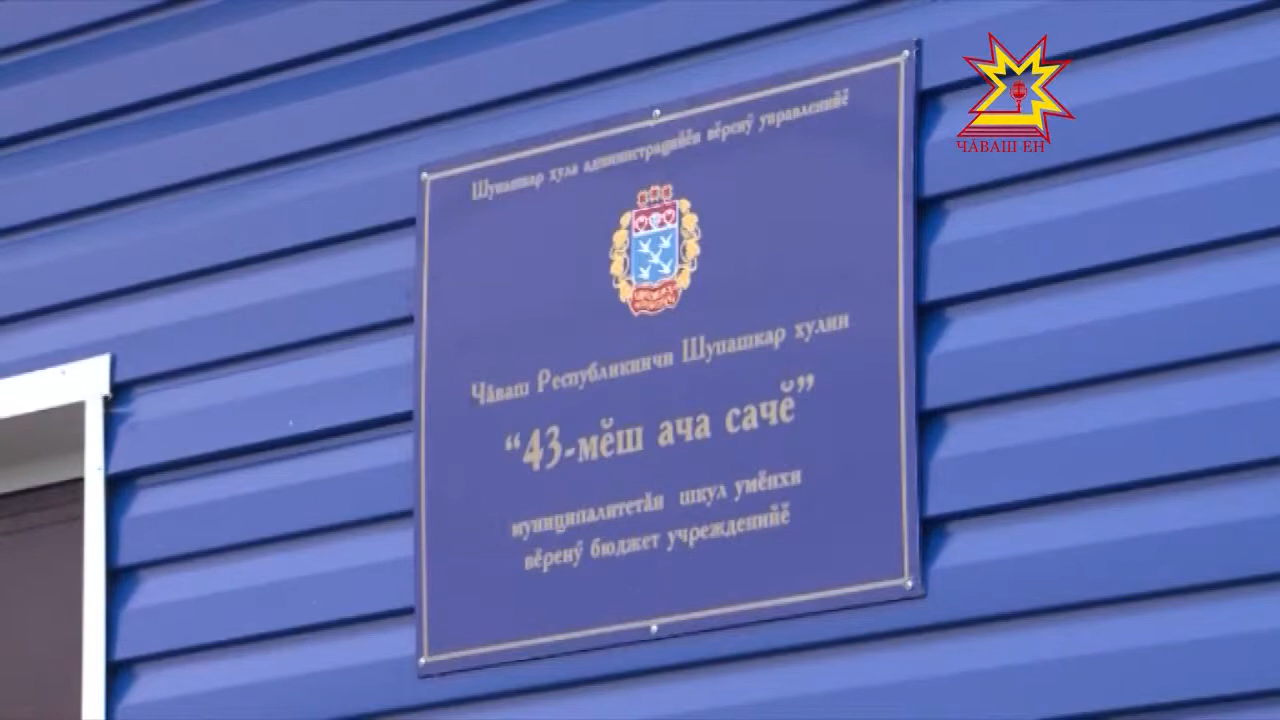 ЧӐВАШ ЕН
Шупашкар хула администрацийӗн вӗренӳ управленийӗ
Чӑваш Республикинчи Шупашкар хулин
“43-мӗш ача сачӗ”
муниципалитетӑн школ умӗнхи
вӗренӳ бюджет учрежденийӗ